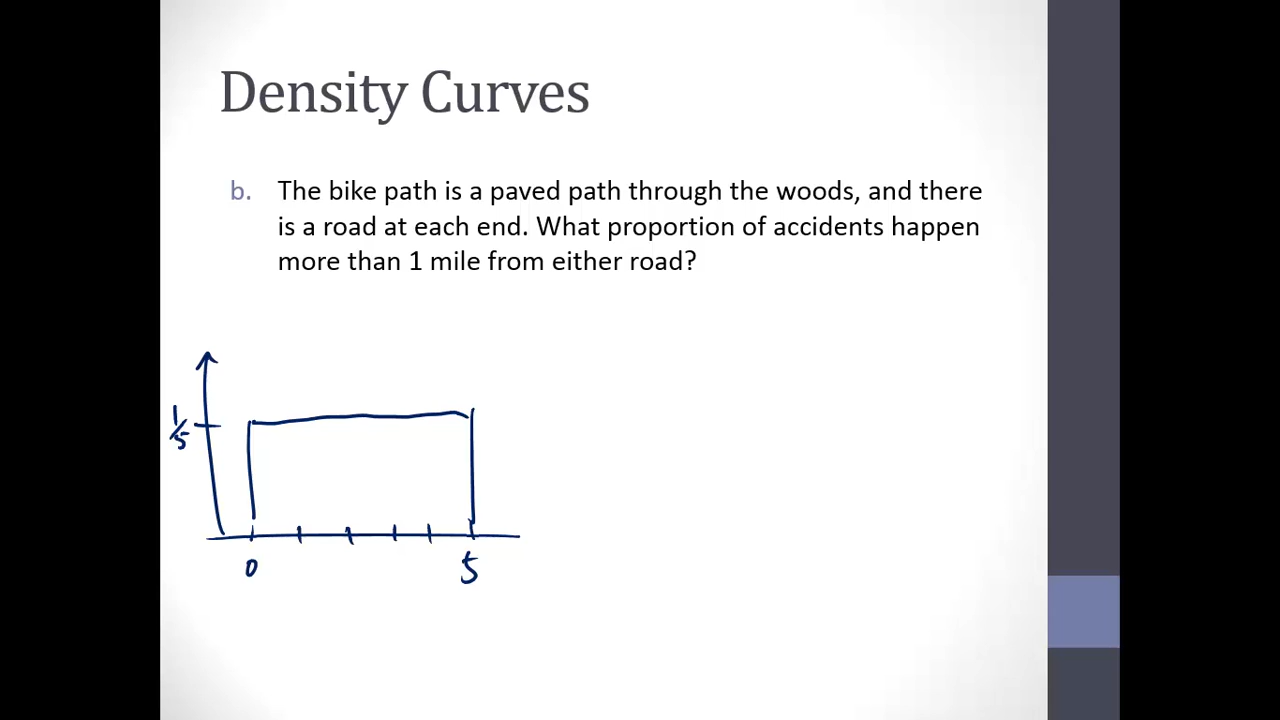 Density Curves
b. The bike path is a paved path through the woods, and there
is a road at each end. What proportion of accidents happen
more than 1 mile from either road?
1/5
0 5